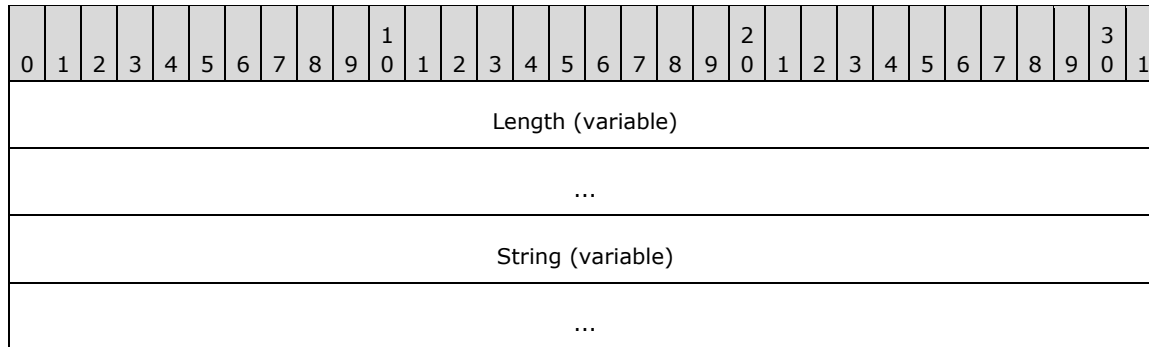 1 2 3
0 1 2 3 4 5 6 7 8 9 0 1 2 3 4 5 6 7 8 9 0 1 2 3 4 5 6 7 8 9 0 1
Length (variable)
...
String (variable)
...